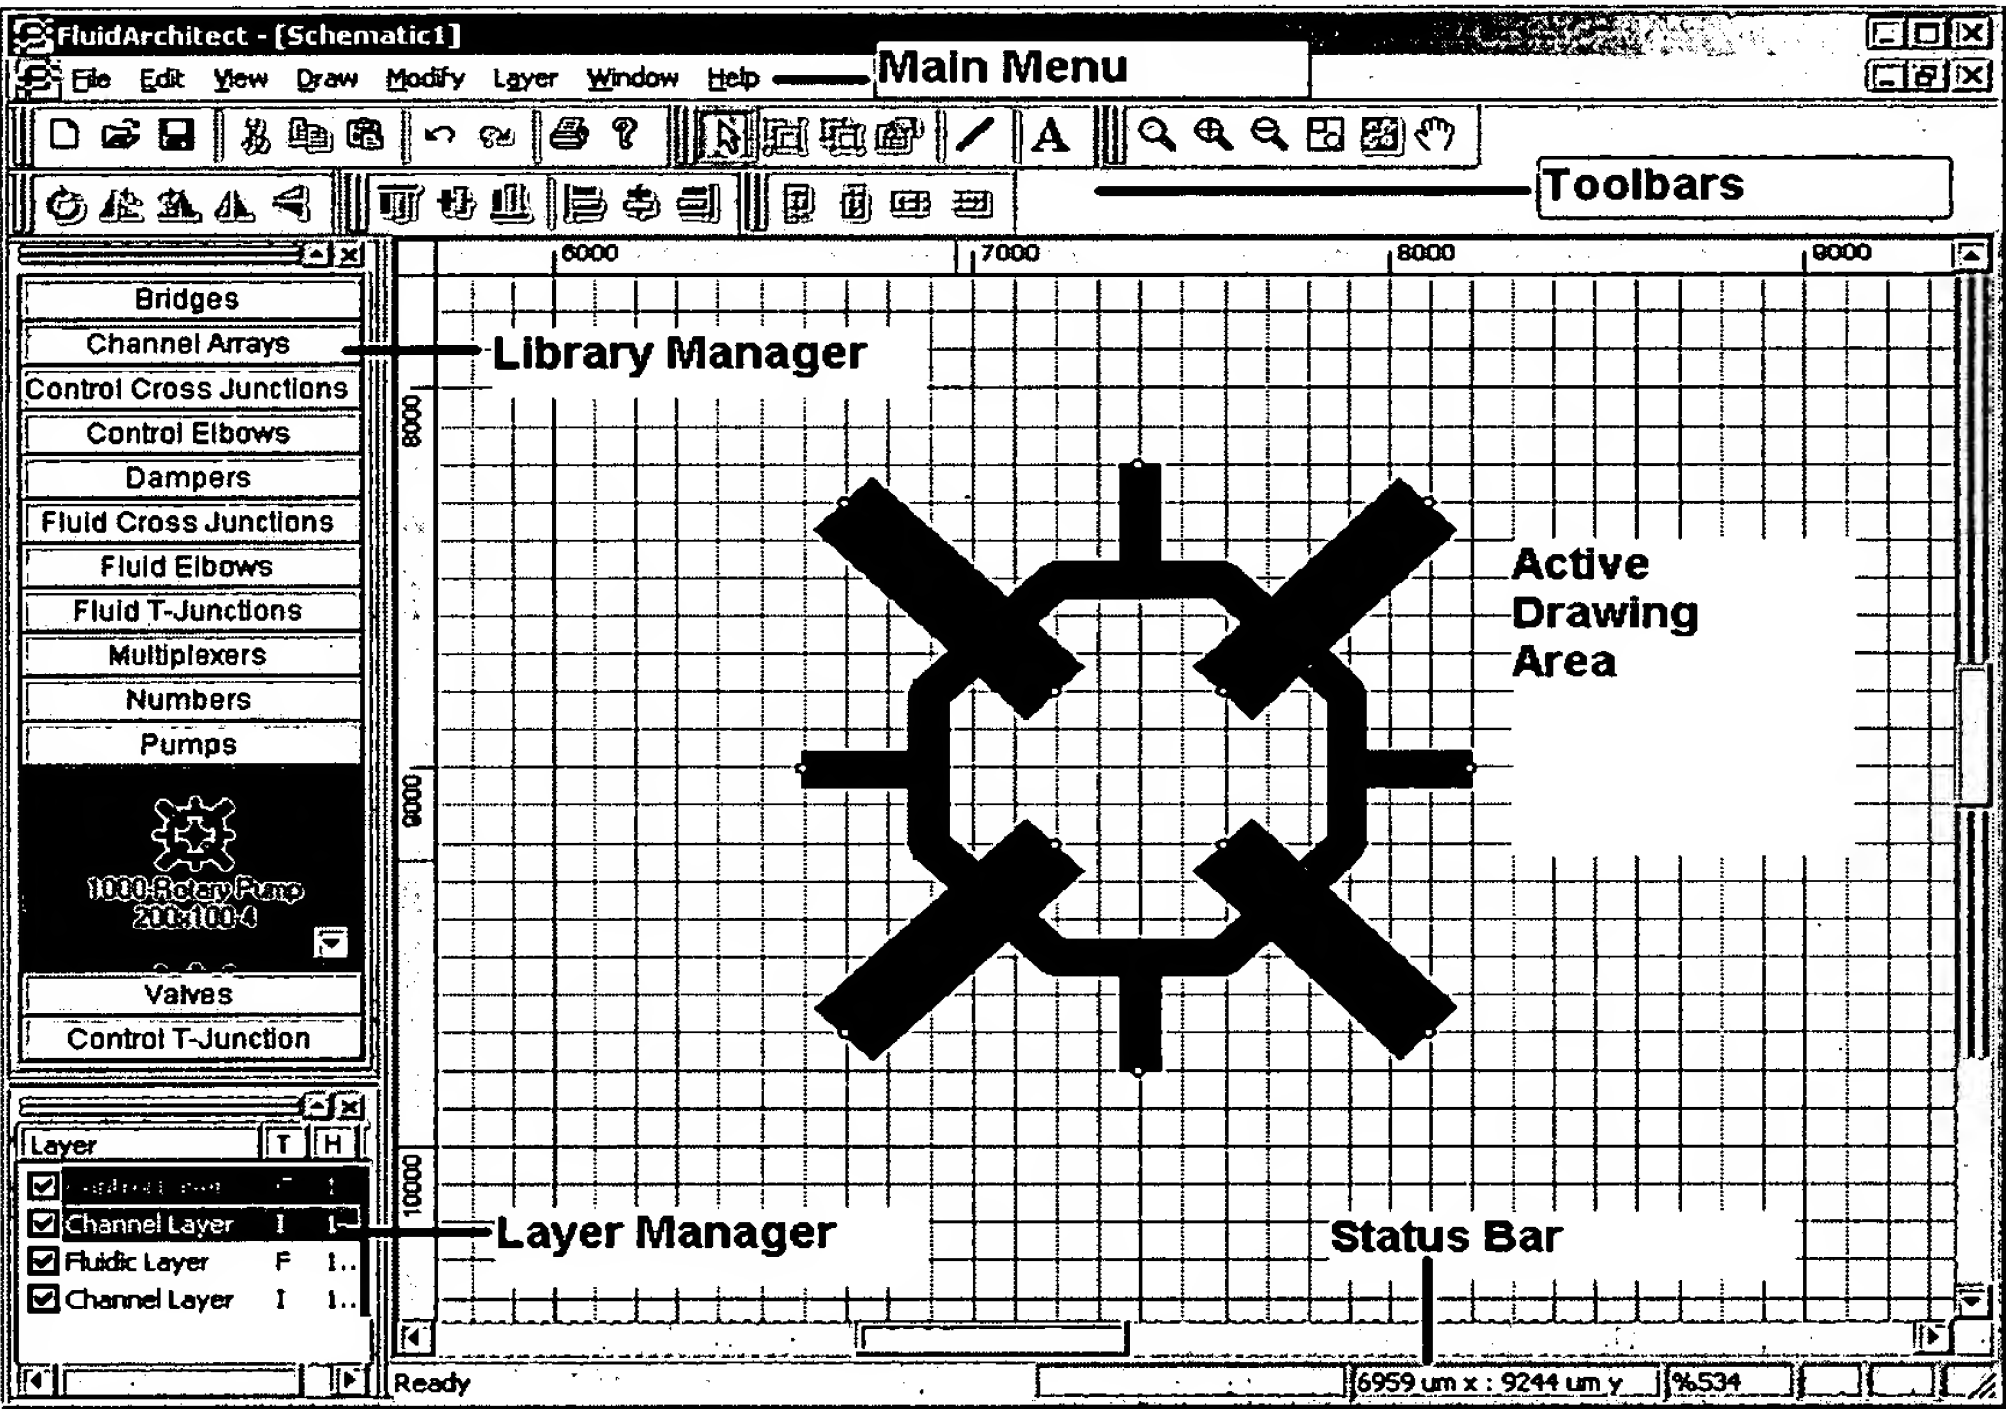 FluidArchitect - [Schematic1]
File Edit View Draw Modify Layer Window Help
Main Menu
A
Toolbars
6000 7000 8000 9000
Bridges
Channel Arrays
Library Manager
Control Cross Junctions
8000
Control Elbows
Dampers
Fluid Cross Junctions
Fluid Elbows
Active
Drawing
Area
Fluid T-Junctions
Multiplexers
Numbers
Pumps
9000
1000-Rotary Pump
200x100-4
Valves
Control T-Junction
Layer T H
10000
Channel Layer I 1
Layer Manager
Status Bar
Fluidic Layer F 1..
Channel Layer I 1..
Ready 6959 um x : 9244 um y %534